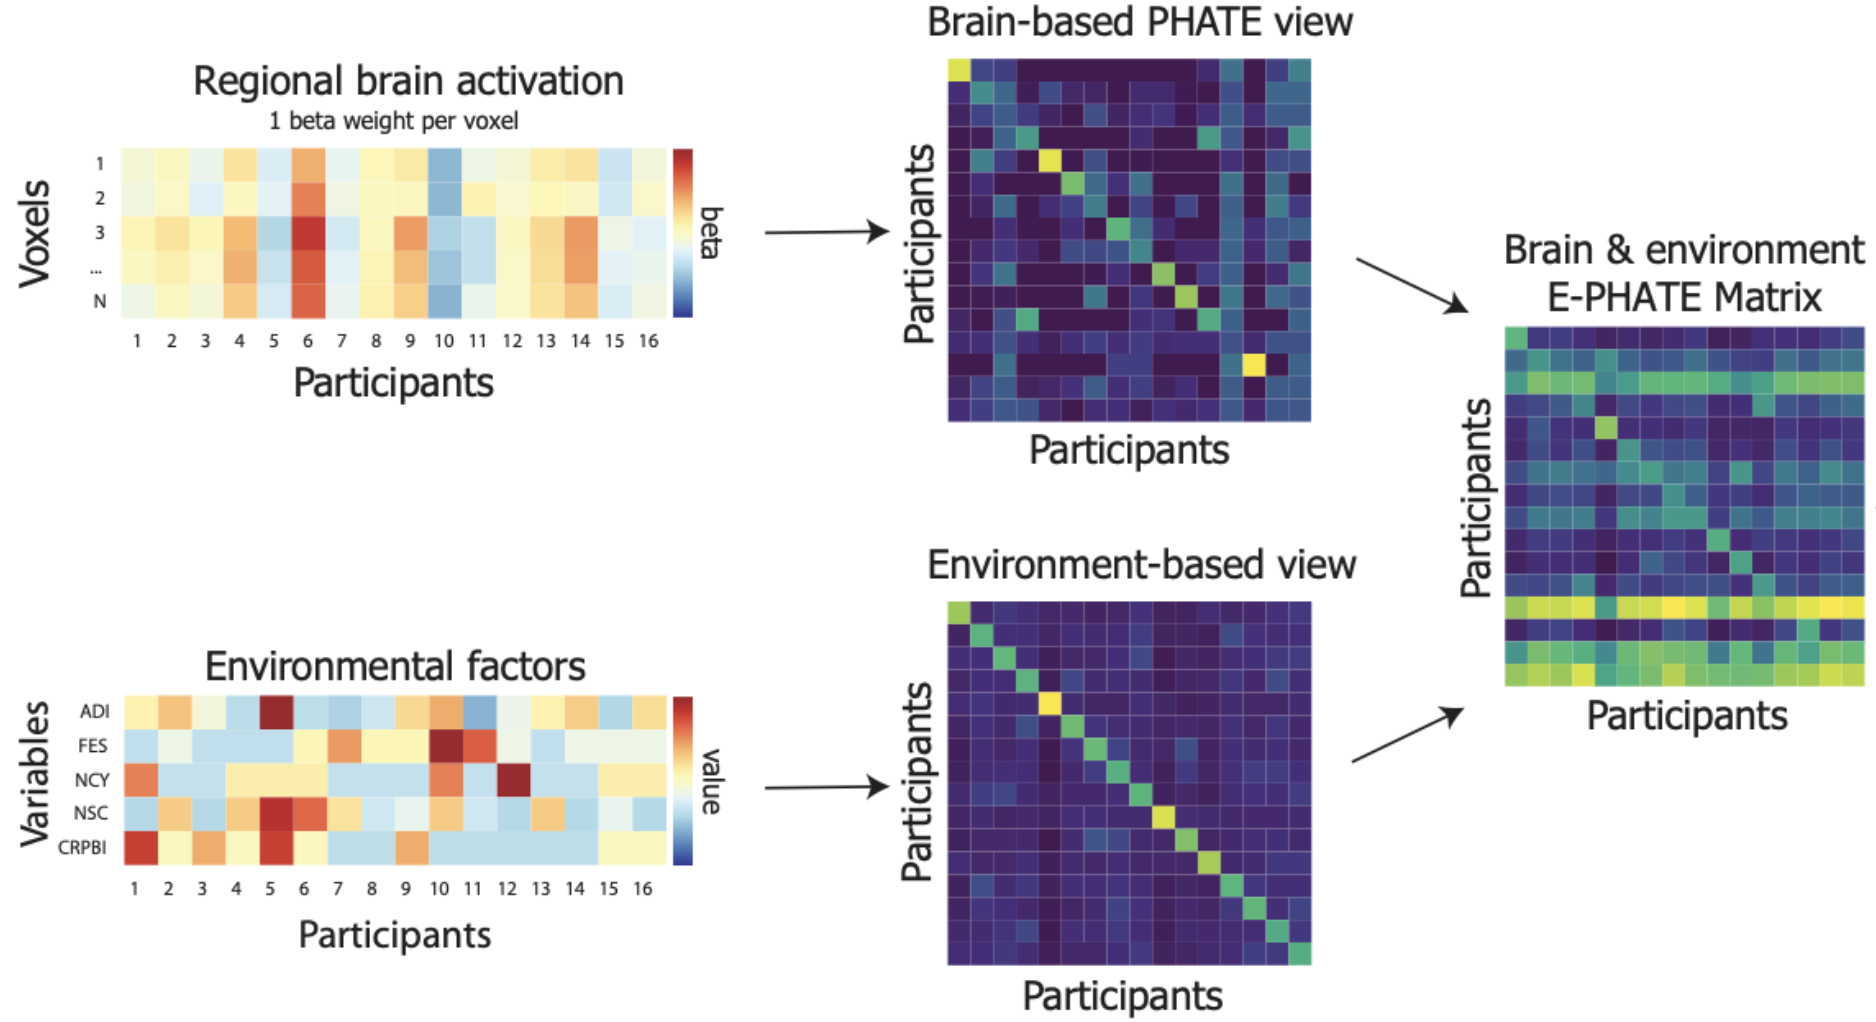 Regional brain activation
1 beta weight per voxel
Voxels
1
2
3
...
N
beta
1 2 3 4 5 6 7 8 9 10 11 12 13 14 15 16
Participants
Brain-based PHATE view
Participants
Participants
Environmental factors
Variables
ADI
FES
NCY
NSC
CRPBI
value
1 2 3 4 5 6 7 8 9 10 11 12 13 14 15 16
Participants
Environment-based view
Participants
Participants
Brain & environment
E-PHATE Matrix
Participants
Participants